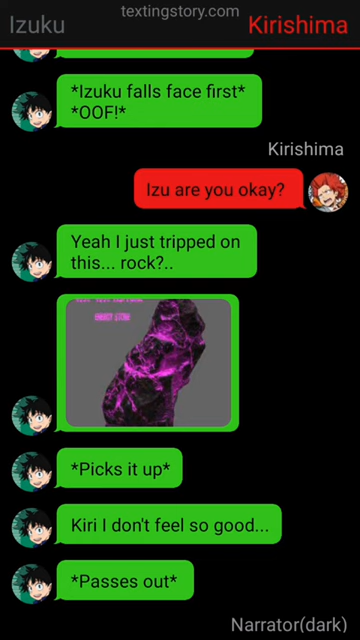 textingstory.com
Izuku
Kirishima
*Izuku falls face first*
*OOF!*
Kirishima
Izu are you okay?
Yeah I just tripped on
this... rock?..
*Picks it up*
Kiri I don't feel so good...
*Passes out*
Narrator(dark)